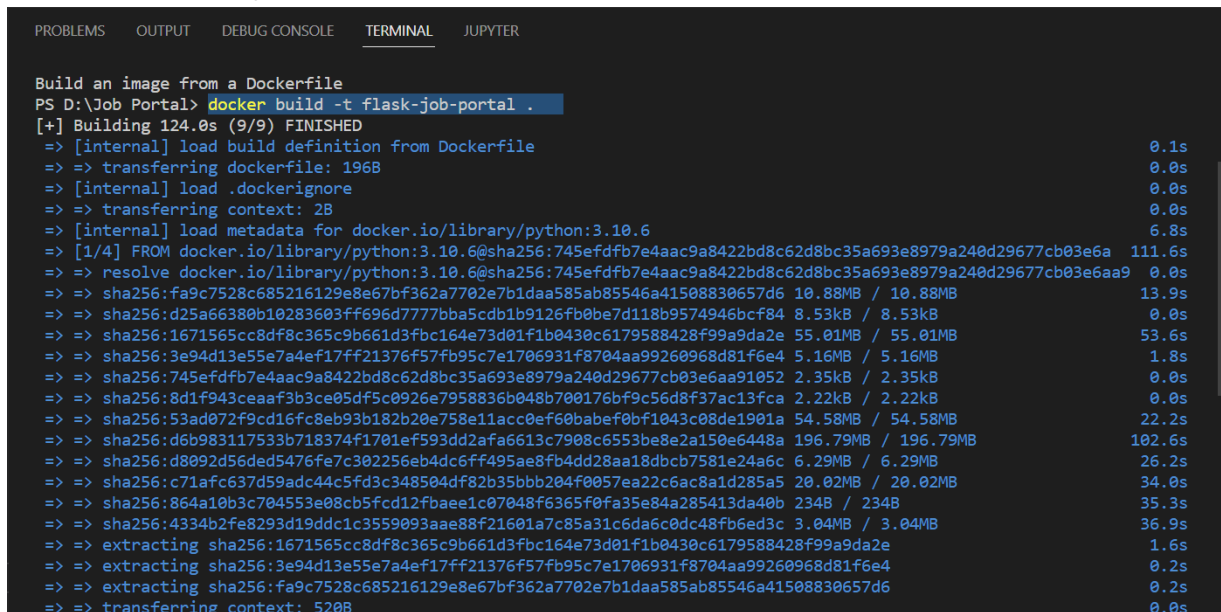 PROBLEMS OUTPUT DEBUG CONSOLE TERMINAL JUPYTER
Build an image from a Dockerfile
PS D:\Job Portal> docker build -t flask-job-portal .
[+] Building 124.0s (9/9) FINISHED
=> [internal] load build definition from Dockerfile 0.1s
=> => transferring dockerfile: 196B 0.0s
=> [internal] load .dockerignore 0.0s
=> => transferring context: 2B 0.0s
=> [internal] load metadata for docker.io/library/python:3.10.6 6.8s
=> [1/4] FROM docker.io/library/python:3.10.6@sha256:745efdfb7e4aac9a8422bd8c62d8bc35a693e8979a240d29677cb03e6a 111.6s
=> => resolve docker.io/library/python:3.10.6@sha256:745efdfb7e4aac9a8422bd8c62d8bc35a693e8979a240d29677cb03e6aa9 0.0s
=> => sha256:fa9c7528c685216129e8e67bf362a7702e7b1daa585ab85546a41508830657d6 10.88MB / 10.88MB 13.9s
=> => sha256:d25a66380b10283603ff696d7777bba5cdb1b9126fb0be7d118b9574946bcf84 8.53kB / 8.53kB 0.0s
=> => sha256:1671565cc8df8c365c9b661d3fbc164e73d01f1b0430c6179588428f99a9da2e 55.01MB / 55.01MB 53.6s
=> => sha256:3e94d13e55e7a4ef17ff21376f57fb95c7e1706931f8704aa99260968d81f6e4 5.16MB / 5.16MB 1.8s
=> => sha256:745efdfb7e4aac9a8422bd8c62d8bc35a693e8979a240d29677cb03e6aa91052 2.35kB / 2.35kB 0.0s
=> => sha256:8d1f943ceaaf3b3ce05df5c0926e7958836b048b700176bf9c56d8f37ac13fca 2.22kB / 2.22kB 0.0s
=> => sha256:53ad072f9cd16fc8eb93b182b20e758e11acc0ef60babef0bf1043c08de1901a 54.58MB / 54.58MB 22.2s
=> => sha256:d6b983117533b718374f1701ef593dd2afa6613c7908c6553be8e2a150e6448a 196.79MB / 196.79MB 102.6s
=> => sha256:d8092d56ded5476fe7c302256eb4dc6ff495ae8fb4dd28aa18dbcb7581e24a6c 6.29MB / 6.29MB 26.2s
=> => sha256:c71afc637d59adc44c5fd3c348504df82b35bbb204f0057ea22c6ac8a1d285a5 20.02MB / 20.02MB 34.0s
=> => sha256:864a10b3c704553e08cb5fcd12fbaee1c07048f6365f0fa35e84a285413da40b 234B / 234B 35.3s
=> => sha256:4334b2fe8293d19ddc1c3559093aae88f21601a7c85a31c6da6c0dc48fb6ed3c 3.04MB / 3.04MB 36.9s
=> => extracting sha256:1671565cc8df8c365c9b661d3fbc164e73d01f1b0430c6179588428f99a9da2e 1.6s
=> => extracting sha256:3e94d13e55e7a4ef17ff21376f57fb95c7e1706931f8704aa99260968d81f6e4 0.2s
=> => extracting sha256:fa9c7528c685216129e8e67bf362a7702e7b1daa585ab85546a41508830657d6 0.2s
=> => transferring context: 520B 0.0s